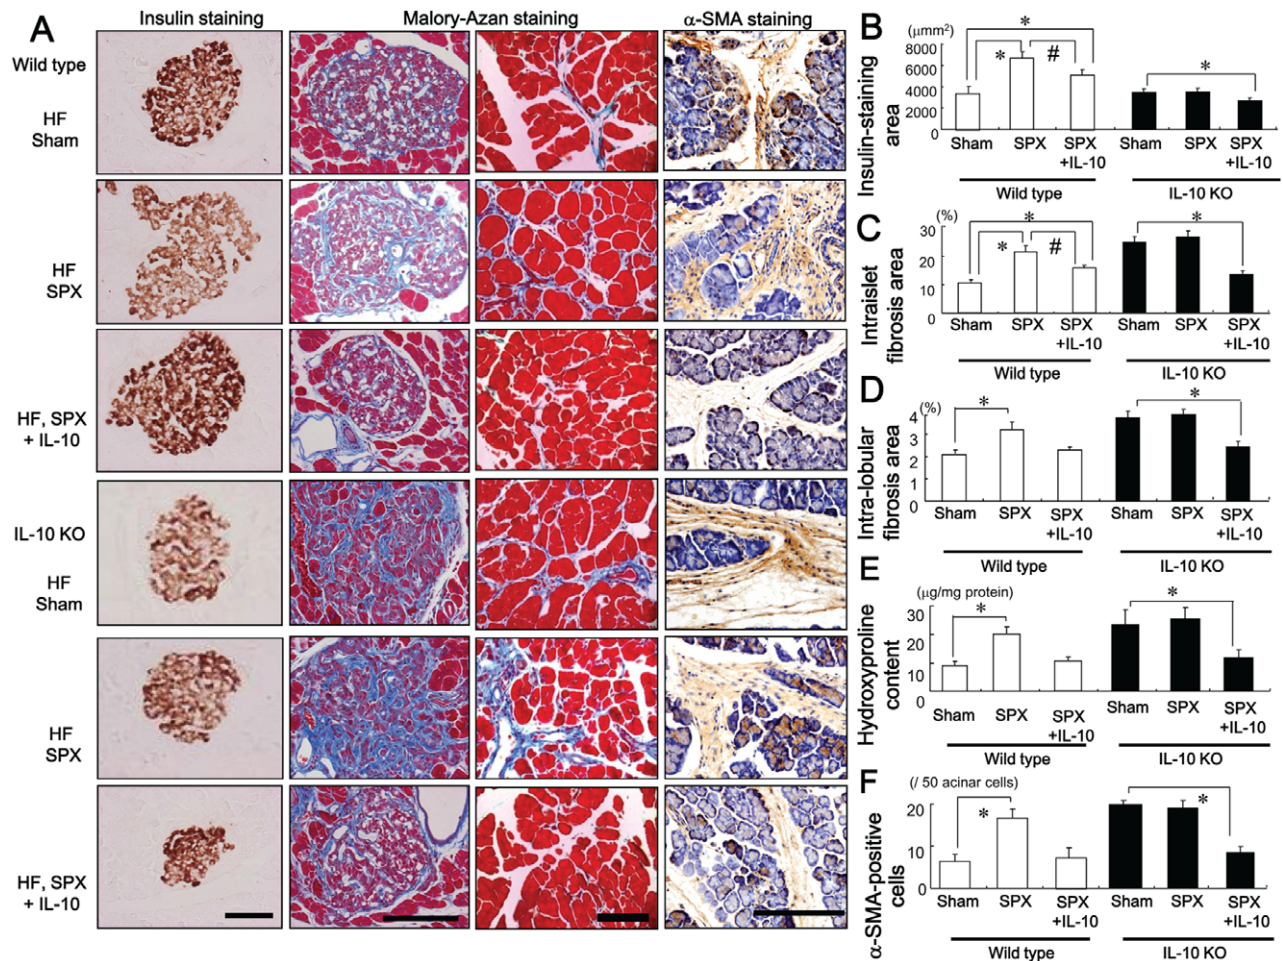 A
Insulin staining
Malory-Azan staining
α-SMA staining
Wild type
HF
Sham
HF
SPX
HF, SPX
+ IL-10
IL-10 KO
HF
Sham
HF
SPX
HF, SPX
+ IL-10
B
(μmm²)
Insulin-staining
area
8000
6000
4000
2000
0
*
*
#
*
Sham
SPX
SPX
+IL-10
Sham
SPX
SPX
+IL-10
Wild type
IL-10 KO
C
(%)
Intraislet
fibrosis area
30
20
10
0
*
*
#
*
Sham
SPX
SPX
+IL-10
Sham
SPX
SPX
+IL-10
Wild type
IL-10 KO
D
(%)
Intra-lobular
fibrosis area
4
3
2
1
0
*
*
Sham
SPX
SPX
+IL-10
Sham
SPX
SPX
+IL-10
Wild type
IL-10 KO
E
(μg/mg protein)
Hydroxyproline
content
30
20
10
0
*
*
Sham
SPX
SPX
+IL-10
Sham
SPX
SPX
+IL-10
Wild type
IL-10 KO
F
(/ 50 acinar cells)
α-SMA-positive
cells
20
10
0
*
*
Sham
SPX
SPX
+IL-10
Sham
SPX
SPX
+IL-10
Wild type
IL-10 KO